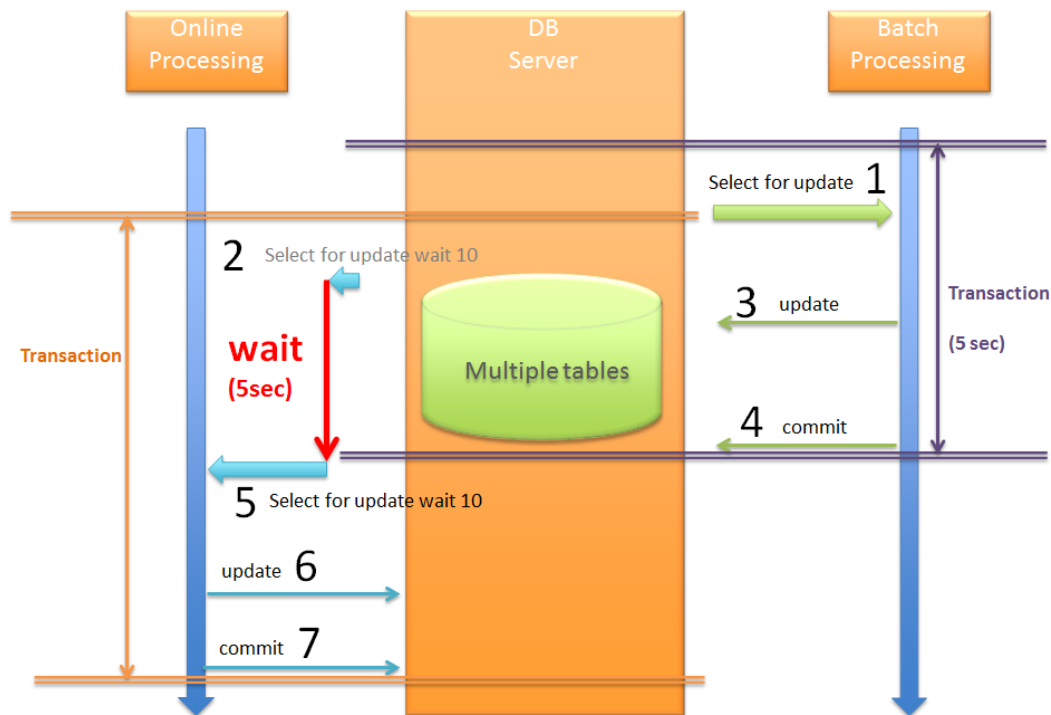 Online
Processing
DB
Server
Batch
Processing
Select for update 1
2 Select for update wait 10
3 update
Transaction
(5 sec)
Transaction
wait
(5sec)
Multiple tables
4 commit
5 Select for update wait 10
update 6
commit 7